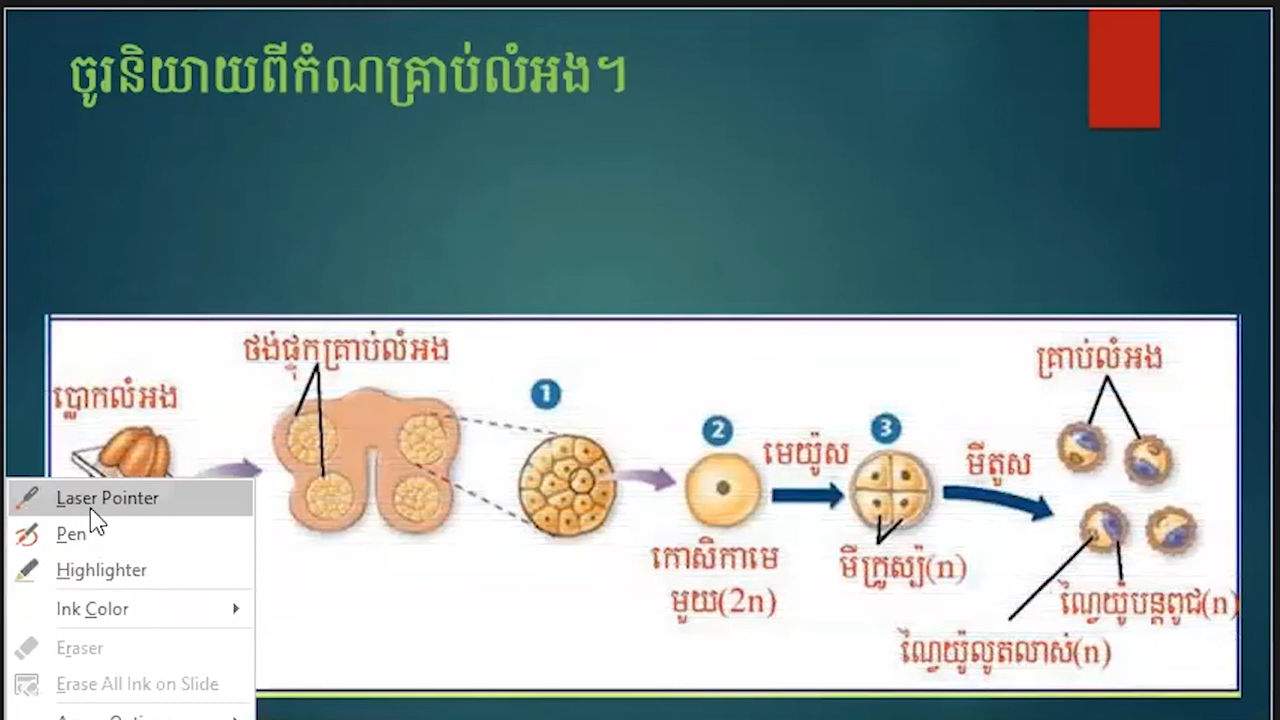 ចូរនិយាយពីកំណគ្រាប់លំអង។
ថង់ផ្ទុកគ្រាប់លំអង
ប្លោកលំអង
1
2
មេយ៉ូស
3
មីតូស
គ្រាប់លំអង
កោសិកាមេ
មួយ(2n)
មីក្រូស្ប៉(n)
ណ្វៃយ៉ូបន្តពូជ(n)
ណ្វៃយ៉ូលូតលាស់(n)
Laser Pointer
Pen
Highlighter
Ink Color
Eraser
Erase All Ink on Slide